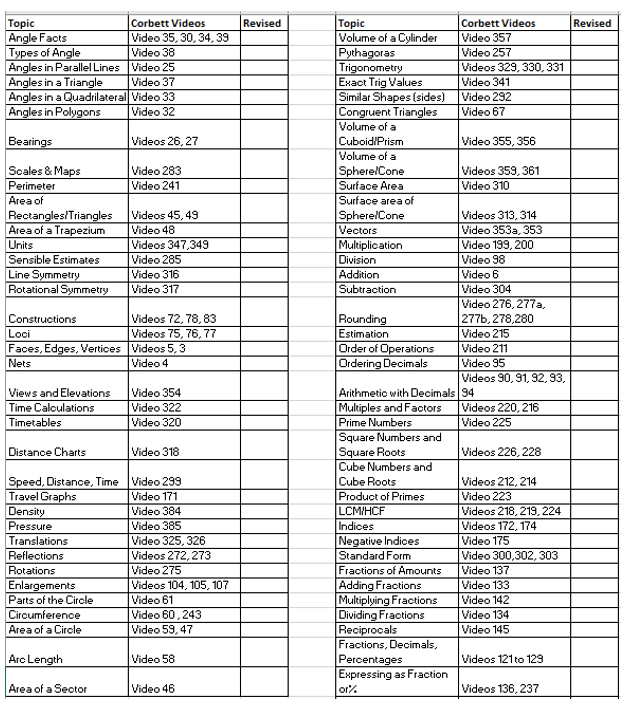 Topic Corbett Videos Revised
Angle Facts Video 35, 30, 34, 39
Types of Angle Video 38
Angles in Parallel Lines Video 25
Angles in a Triangle Video 37
Angles in a Quadrilateral Video 33
Angles in Polygons Video 32
Bearings Videos 26, 27
Scales & Maps Video 283
Perimeter Video 241
Area of
Rectangles/Triangles Videos 45, 49
Area of a Trapezium Video 48
Units Videos 347,349
Sensible Estimates Video 285
Line Symmetry Video 316
Rotational Symmetry Video 317
Constructions Videos 72, 78, 83
Loci Videos 75, 76, 77
Faces, Edges, Vertices Videos 5, 3
Nets Video 4
Views and Elevations Video 354
Time Calculations Video 322
Timetables Video 320
Distance Charts Video 318
Speed, Distance, Time Video 299
Travel Graphs Video 171
Density Video 384
Pressure Video 385
Translations Video 325, 326
Reflections Videos 272, 273
Rotations Video 275
Enlargements Videos 104, 105, 107
Parts of the Circle Video 61
Circumference Video 60 , 243
Area of a Circle Video 59, 47
Arc Length Video 58
Area of a Sector Video 46
Topic Corbett Videos Revised
Volume of a Cylinder Video 357
Pythagoras Video 257
Trigonometry Videos 329, 330, 331
Exact Trig Values Video 341
Similar Shapes (sides) Video 292
Congruent Triangles Video 67
Volume of a
Cuboid/Prism Video 355, 356
Volume of a
Sphere/Cone Videos 359, 361
Surface Area Video 310
Surface area of
Sphere/Cone Videos 313, 314
Vectors Video 353a, 353
Multiplication Video 199, 200
Division Video 98
Addition Video 6
Subtraction Video 304
Video 276, 277a,
Rounding 277b, 278,280
Estimation Video 215
Order of Operations Video 211
Ordering Decimals Video 95
Videos 90, 91, 92, 93,
Arithmetic with Decimals 94
Multiples and Factors Videos 220, 216
Prime Numbers Video 225
Square Numbers and
Square Roots Videos 226, 228
Cube Numbers and
Cube Roots Videos 212, 214
Product of Primes Video 223
LCM/HCF Videos 218, 219, 224
Indices Videos 172, 174
Negative Indices Video 175
Standard Form Video 300,302, 303
Fractions of Amounts Video 137
Adding Fractions Video 133
Multiplying Fractions Video 142
Dividing Fractions Video 134
Reciprocals Video 145
Fractions, Decimals,
Percentages Videos 121 to 129
Expressing as Fraction
or% Videos 136, 237